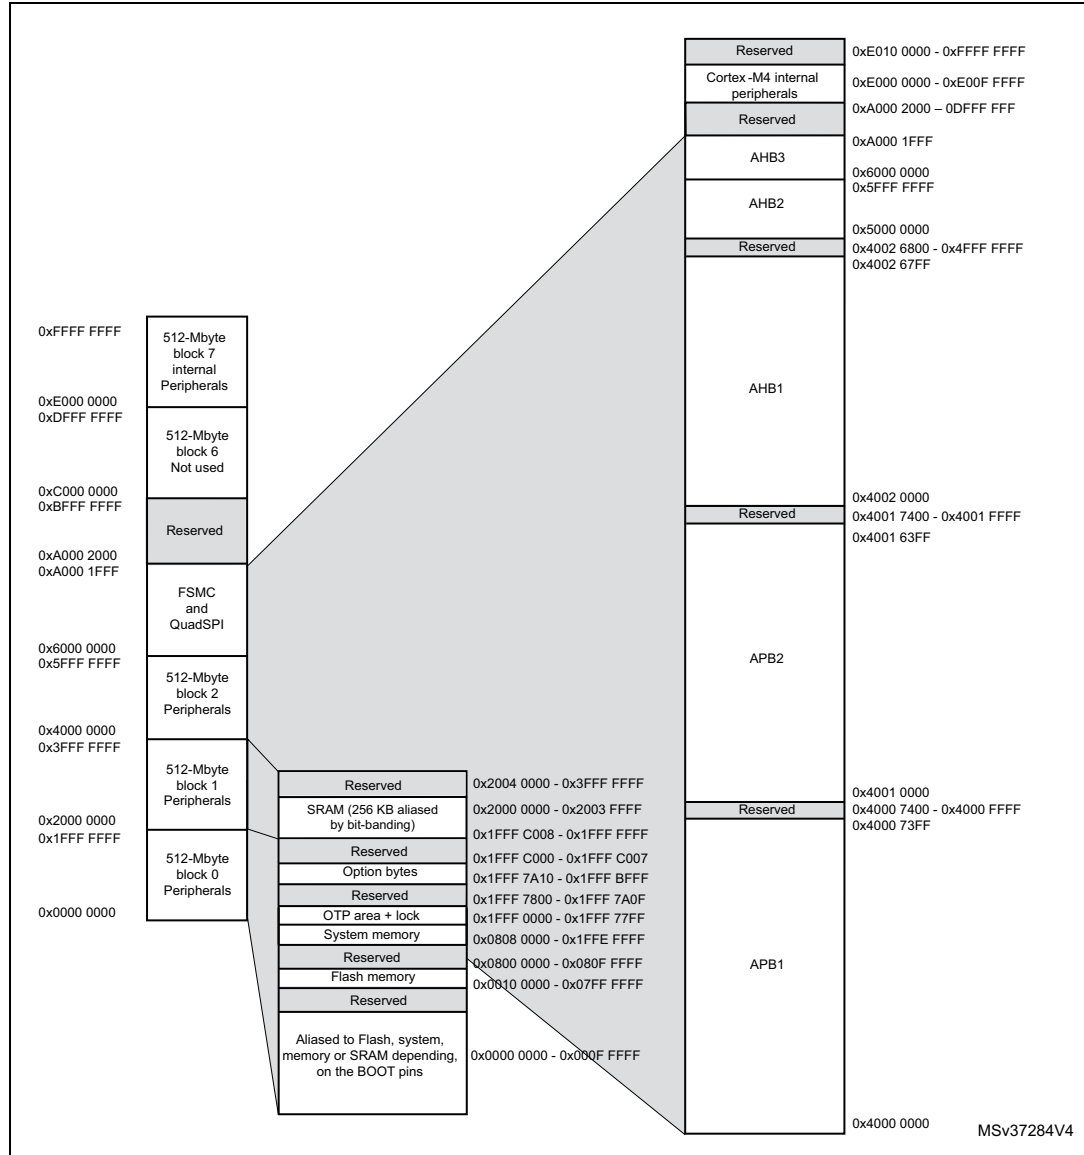 Reserved
0xE010 0000 - 0xFFFF FFFF
Cortex-M4 internal
peripherals
0xE000 0000 - 0xE00F FFFF
Reserved
0xA000 2000 – 0DFFF FFF
0xA000 1FFF
AHB3
0x6000 0000
0x5FFF FFFF
AHB2
0x5000 0000
Reserved
0x4002 6800 - 0x4FFF FFFF
0x4002 67FF
AHB1
0x4002 0000
Reserved
0x4001 7400 - 0x4001 FFFF
0x4001 63FF
APB2
0x4001 0000
Reserved
0x4000 7400 - 0x4000 FFFF
0x4000 73FF
APB1
0x4000 0000
0xFFFF FFFF
512-Mbyte
block 7
internal
Peripherals
0xE000 0000
0xDFFF FFFF
512-Mbyte
block 6
Not used
0xC000 0000
0xBFFF FFFF
Reserved
0xA000 2000
0xA000 1FFF
FSMC
and
QuadSPI
0x6000 0000
0x5FFF FFFF
512-Mbyte
block 2
Peripherals
0x4000 0000
0x3FFF FFFF
512-Mbyte
block 1
Peripherals
0x2000 0000
0x1FFF FFFF
512-Mbyte
block 0
Peripherals
0x0000 0000
Reserved
0x2004 0000 - 0x3FFF FFFF
SRAM (256 KB aliased
by bit-banding)
0x2000 0000 - 0x2003 FFFF
0x1FFF C008 - 0x1FFF FFFF
Reserved
0x1FFF C000 - 0x1FFF C007
Option bytes
0x1FFF 7A10 - 0x1FFF BFFF
Reserved
0x1FFF 7800 - 0x1FFF 7A0F
OTP area + lock
0x1FFF 0000 - 0x1FFF 77FF
System memory
0x0808 0000 - 0x1FFE FFFF
Reserved
0x0800 0000 - 0x080F FFFF
Flash memory
0x0010 0000 - 0x07FF FFFF
Reserved
Aliased to Flash, system,
memory or SRAM depending,
on the BOOT pins
0x0000 0000 - 0x000F FFFF
MSv37284V4